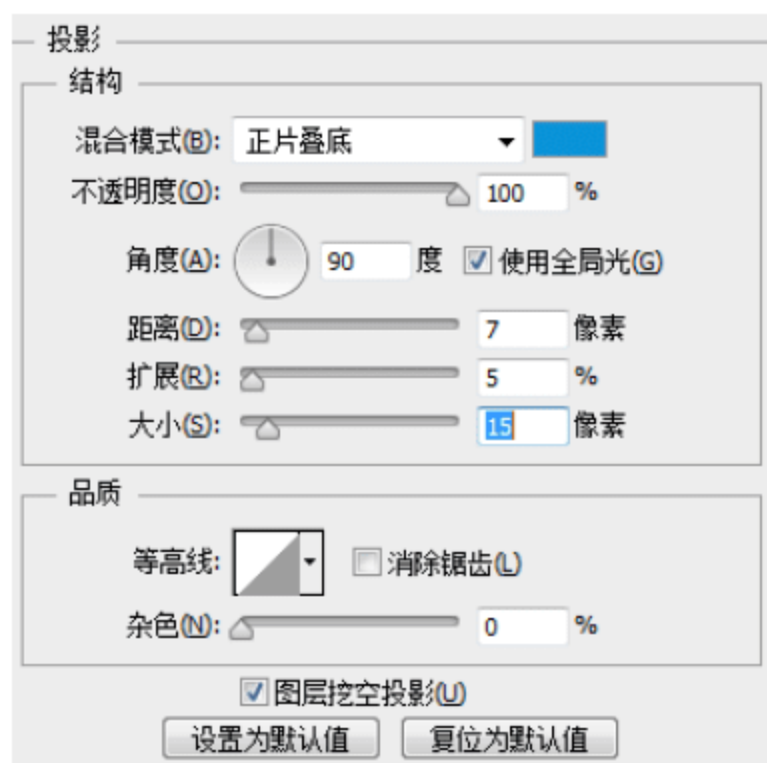 投影
结构
混合模式(B): 正片叠底
不透明度(O): 100 %
角度(A): 90 度 使用全局光(G)
距离(D): 7 像素
扩展(R): 5 %
大小(S): 15 像素
品质
等高线: 消除锯齿(L)
杂色(N): 0 %
图层挖空投影(U)
设置为默认值 复位为默认值